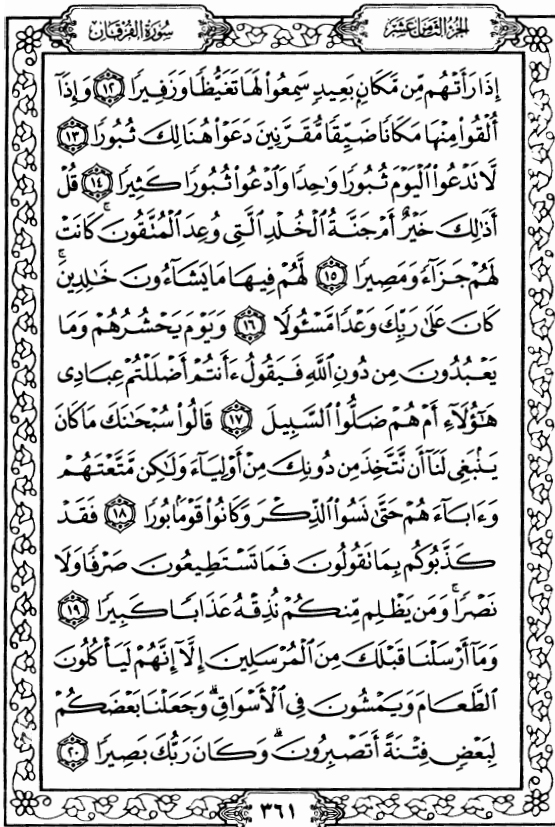 الجزء الثامن عشر
سورة الفرقان
إِذَا رَأَتْهُم مِّن مَّكَانٍۭ بَعِيدٍ سَمِعُوا۟ لَهَا تَغَيُّظًا وَزَفِيرًا ١٢ وَإِذَآ
أُلْقُوا۟ مِنْهَا مَكَانًا ضَيِّقًا مُّقَرَّنِينَ دَعَوْا۟ هُنَالِكَ ثُبُورًا ١٣
لَّا تَدْعُوا۟ ٱلْيَوْمَ ثُبُورًا وَٰحِدًا وَٱدْعُوا۟ ثُبُورًا كَثِيرًا ١٤ قُلْ
أَذَٰلِكَ خَيْرٌ أَمْ جَنَّةُ ٱلْخُلْدِ ٱلَّتِى وُعِدَ ٱلْمُتَّقُونَ ۚ كَانَتْ
لَهُمْ جَزَآءً وَمَصِيرًا ١٥ لَّهُمْ فِيهَا مَا يَشَآءُونَ خَٰلِدِينَ ۚ
كَانَ عَلَىٰ رَبِّكَ وَعْدًا مَّسْـُٔولًا ١٦ وَيَوْمَ يَحْشُرُهُمْ وَمَا
يَعْبُدُونَ مِن دُونِ ٱللَّهِ فَيَقُولُ ءَأَنتُمْ أَضْلَلْتُمْ عِبَادِى
هَٰٓؤُلَآءِ أَمْ هُمْ ضَلُّوا۟ ٱلسَّبِيلَ ١٧ قَالُوا۟ سُبْحَٰنَكَ مَا كَانَ
يَنۢبَغِى لَنَآ أَن نَّتَّخِذَ مِن دُونِكَ مِنْ أَوْلِيَآءَ وَلَٰكِن مَّتَّعْتَهُمْ
وَءَابَآءَهُمْ حَتَّىٰ نَسُوا۟ ٱلذِّكْرَ وَكَانُوا۟ قَوْمًۢا بُورًا ١٨ فَقَدْ
كَذَّبُوكُم بِمَا تَقُولُونَ فَمَا تَسْتَطِيعُونَ صَرْفًا وَلَا
نَصْرًا ۚ وَمَن يَظْلِم مِّنكُمْ نُذِقْهُ عَذَابًا كَبِيرًا ١٩
وَمَآ أَرْسَلْنَا قَبْلَكَ مِنَ ٱلْمُرْسَلِينَ إِلَّآ إِنَّهُمْ لَيَأْكُلُونَ
ٱلطَّعَامَ وَيَمْشُونَ فِى ٱلْأَسْوَاقِ ۗ وَجَعَلْنَا بَعْضَكُمْ
لِبَعْضٍ فِتْنَةً أَتَصْبِرُونَ ۗ وَكَانَ رَبُّكَ بَصِيرًا ٢٠
٣٦١